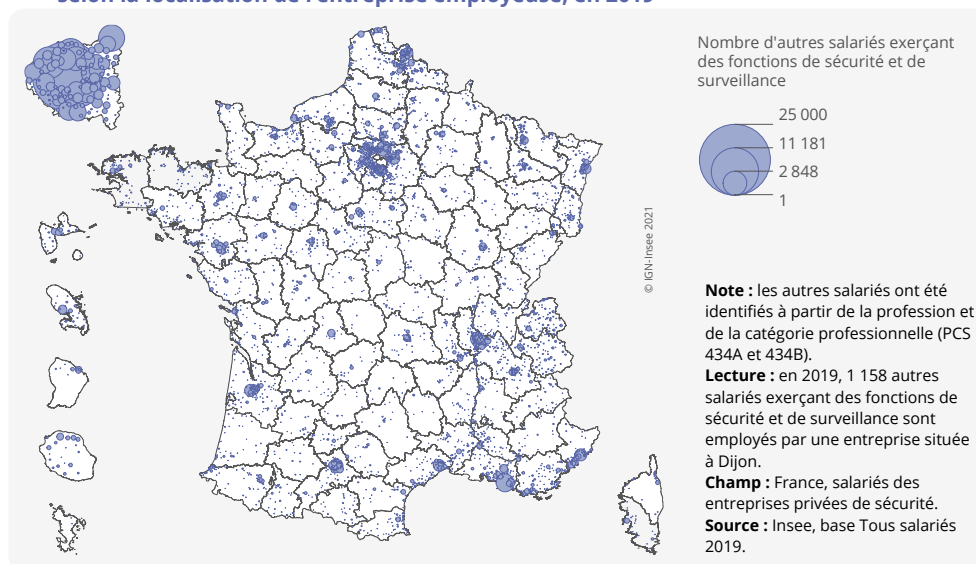 selon la localisation de l'entreprise employeuse, en 2019
Nombre d'autres salariés exerçant
des fonctions de sécurité et de
surveillance
25 000
11 181
2 848
1
© IGN-Insee 2021
Note : les autres salariés ont été
identifiés à partir de la profession et
de la catégorie professionnelle (PCS
434A et 434B).
Lecture : en 2019, 1 158 autres
salariés exerçant des fonctions de
sécurité et de surveillance sont
employés par une entreprise située
à Dijon.
Champ : France, salariés des
entreprises privées de sécurité.
Source : Insee, base Tous salariés
2019.